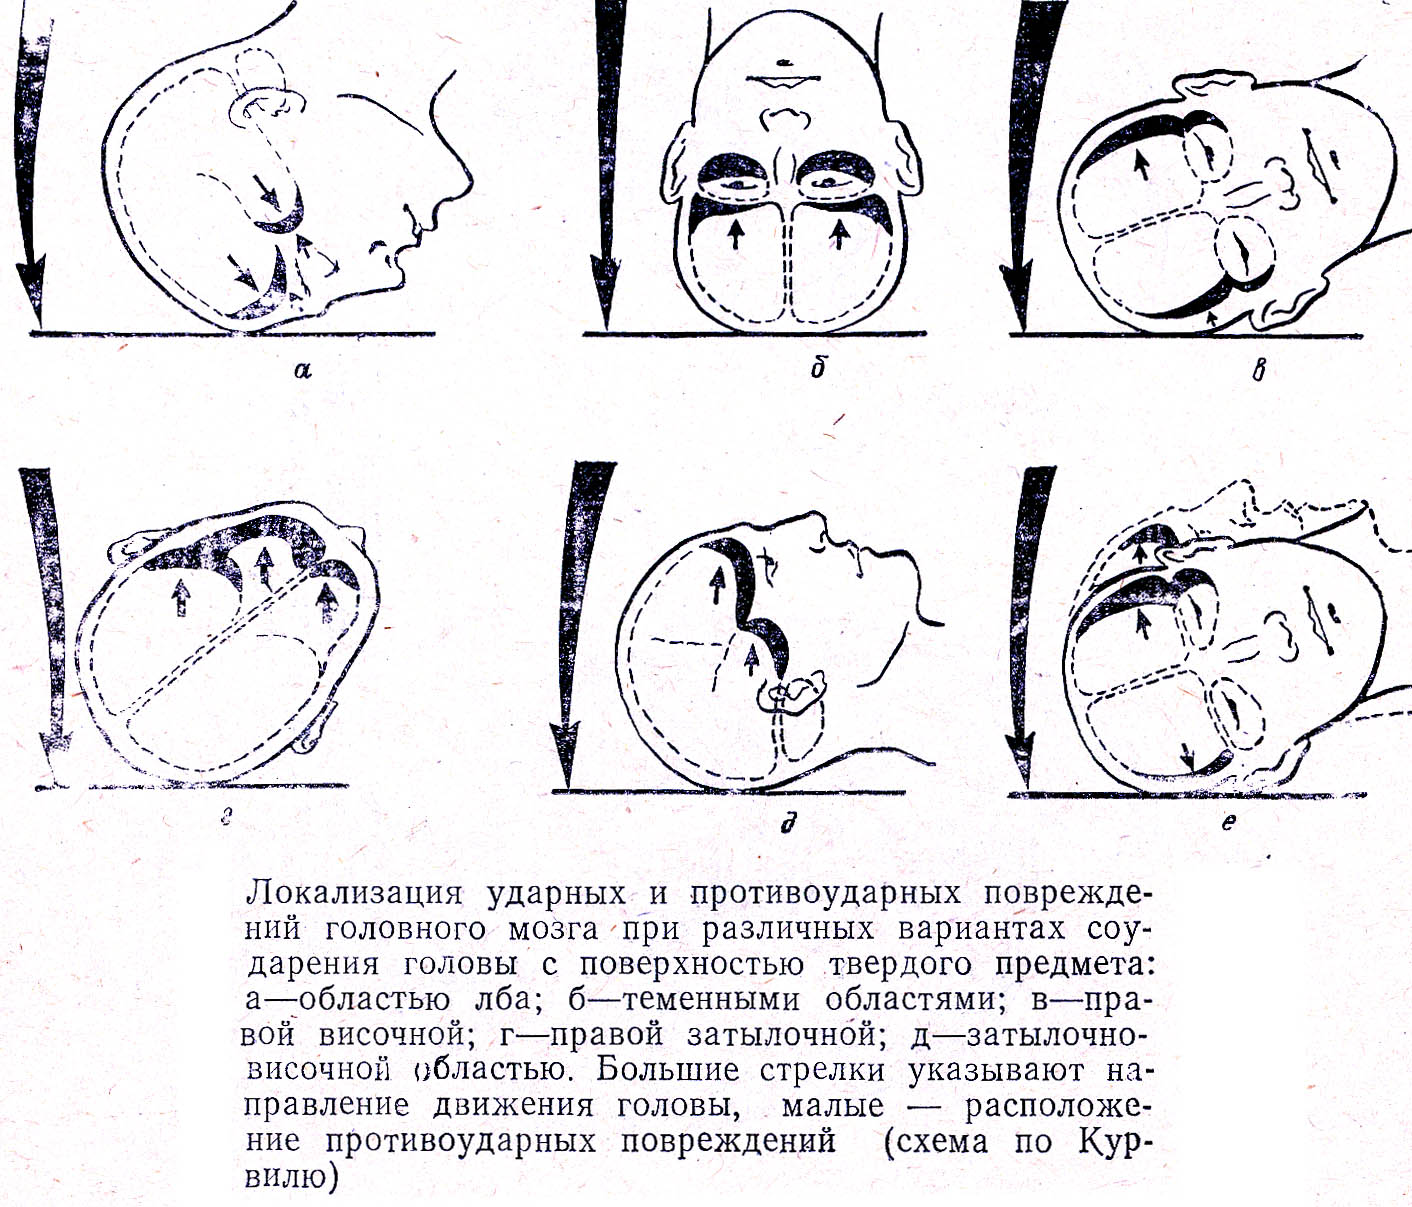 а
б
в
г
д
е
Локализация ударных и противоударных поврежде-
ний головного мозга при различных вариантах соу-
дарения головы с поверхностью твердого предмета:
а—областью лба; б—теменными областями; в—пра-
вой височной; г—правой затылочной; д—затылочно-
височной областью. Большие стрелки указывают на-
правление движения головы, малые — расположе-
ние противоударных повреждений (схема по Кур-
вилю)